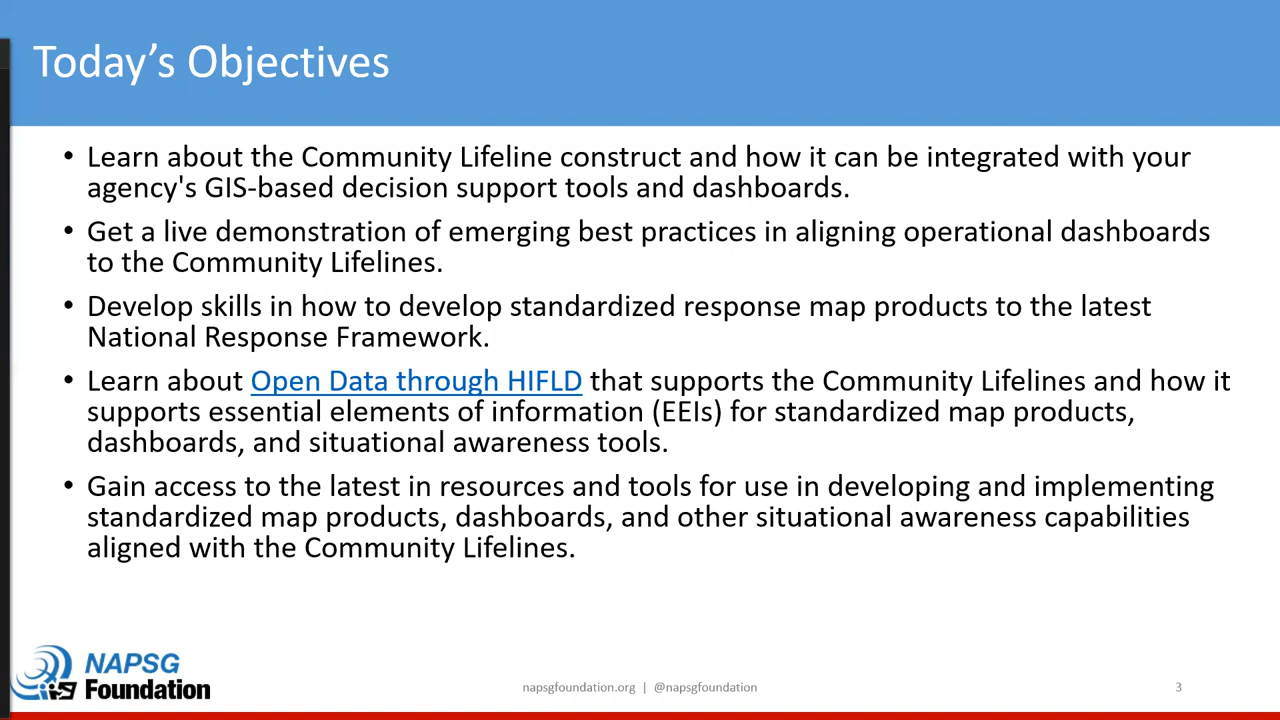 Today’s Objectives
• Learn about the Community Lifeline construct and how it can be integrated with your
agency's GIS-based decision support tools and dashboards.
• Get a live demonstration of emerging best practices in aligning operational dashboards
to the Community Lifelines.
• Develop skills in how to develop standardized response map products to the latest
National Response Framework.
• Learn about Open Data through HIFLD that supports the Community Lifelines and how it
supports essential elements of information (EEIs) for standardized map products,
dashboards, and situational awareness tools.
• Gain access to the latest in resources and tools for use in developing and implementing
standardized map products, dashboards, and other situational awareness capabilities
aligned with the Community Lifelines.
NAPSG
Foundation
napsgfoundation.org | @napsgfoundation
3